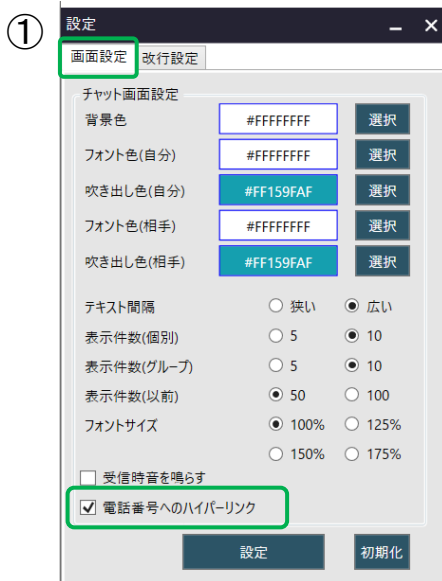 ①
設定
画面設定 改行設定
チャット画面設定
背景色 #FFFFFFFF 選択
フォント色(自分) #FFFFFFFF 選択
吹き出し色(自分) #FF159FAF 選択
フォント色(相手) #FFFFFFFF 選択
吹き出し色(相手) #FF159FAF 選択
テキスト間隔 狭い 広い
表示件数(個別) 5 10
表示件数(グループ) 5 10
表示件数(以前) 50 100
フォントサイズ 100% 125%
150% 175%
受信時音を鳴らす
電話番号へのハイパーリンク
設定 初期化